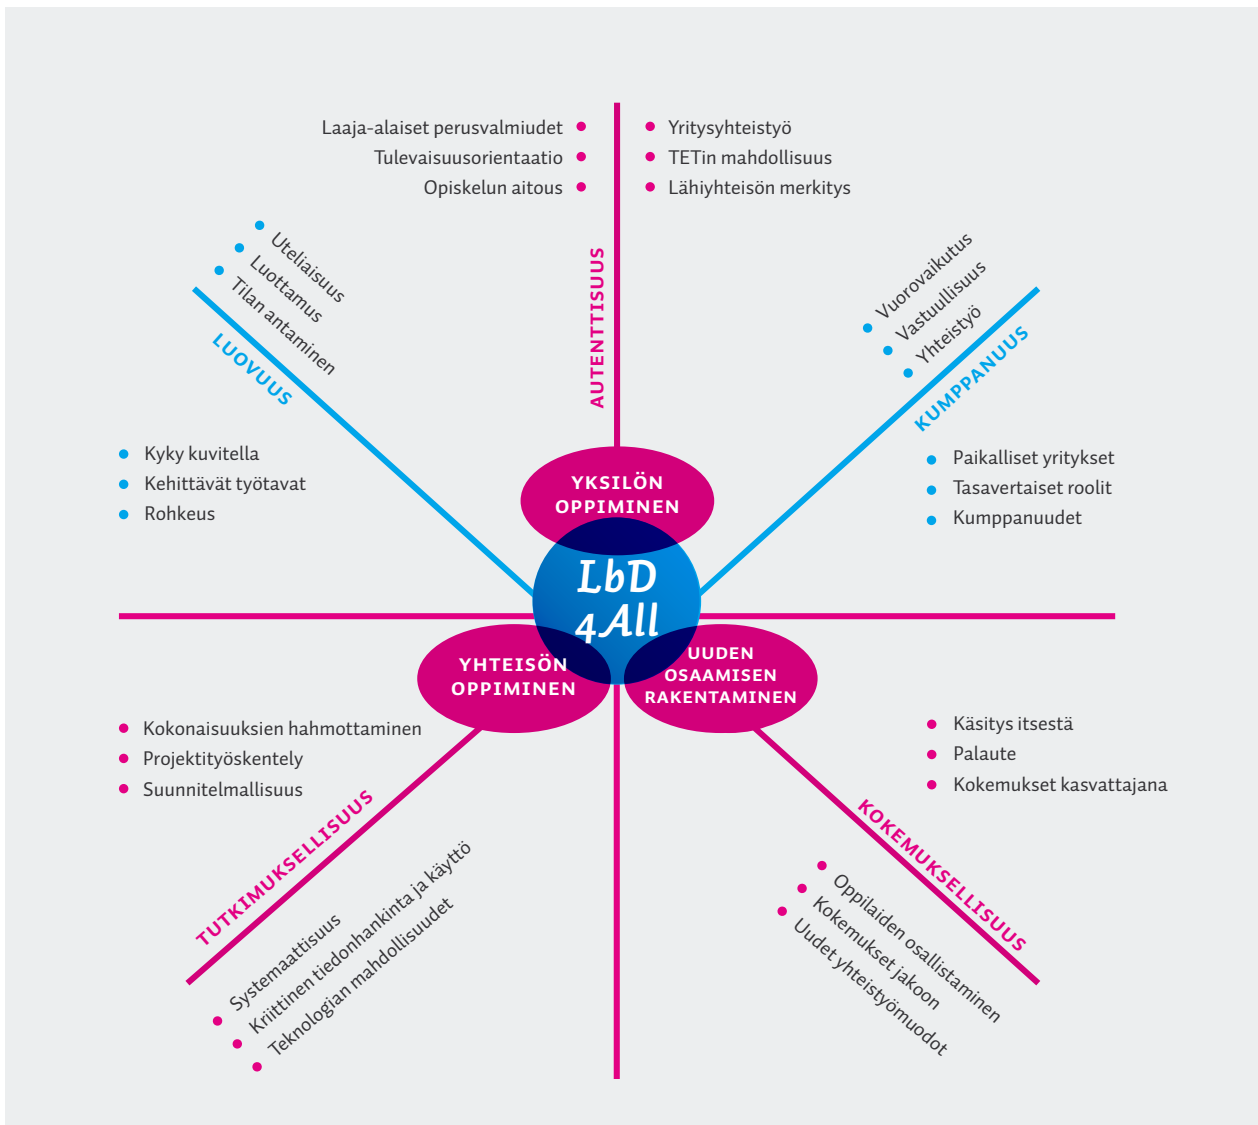 Laaja-alaiset perusvalmiudet
Tulevaisuusorientaatio
Opiskelun aitous
Yritysyhteistyö
TETin mahdollisuus
Lähiyhteisön merkitys
AUTENTTISUUS
Uteliaisuus
Luottamus
Tilan antaminen
LUOVUUS
Kyky kuvitella
Kehittävät työtavat
Rohkeus
Vuorovaikutus
Vastuullisuus
Yhteistyö
KUMPPANUUS
Paikalliset yritykset
Tasavertaiset roolit
Kumppanuudet
YKSILÖN
OPPIMINEN
LbD
4All
YHTEISÖN
OPPIMINEN
UUDEN
OSAAMISEN
RAKENTAMINEN
Kokonaisuuksien hahmottaminen
Projektityöskentely
Suunnitelmallisuus
TUTKIMUKSELLISUUS
Systemaattisuus
Kriittinen tiedonhankinta ja käyttö
Teknologian mahdollisuudet
Käsitys itsestä
Palaute
Kokemukset kasvattajana
KOKEMUKSELLISUUS
Oppilaiden osallistaminen
Kokemukset jakoon
Uudet yhteistyömuodot